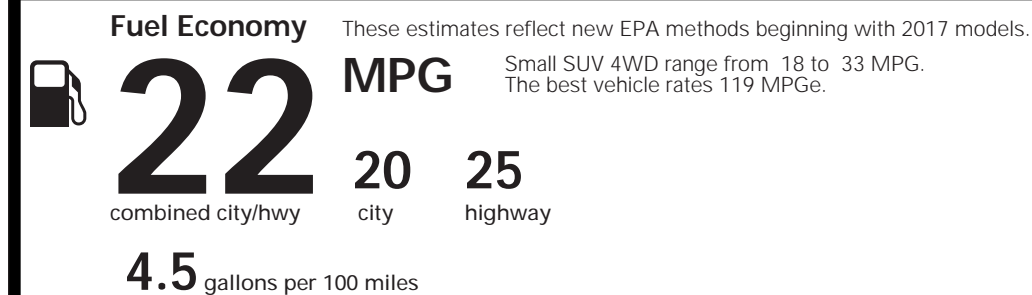 Fuel Economy
These estimates reflect new EPA methods beginning with 2017 models.
22
MPG
Small SUV 4WD range from 18 to 33 MPG.
The best vehicle rates 119 MPGe.
20
25
combined city/hwy
city
highway
4.5 gallons per 100 miles